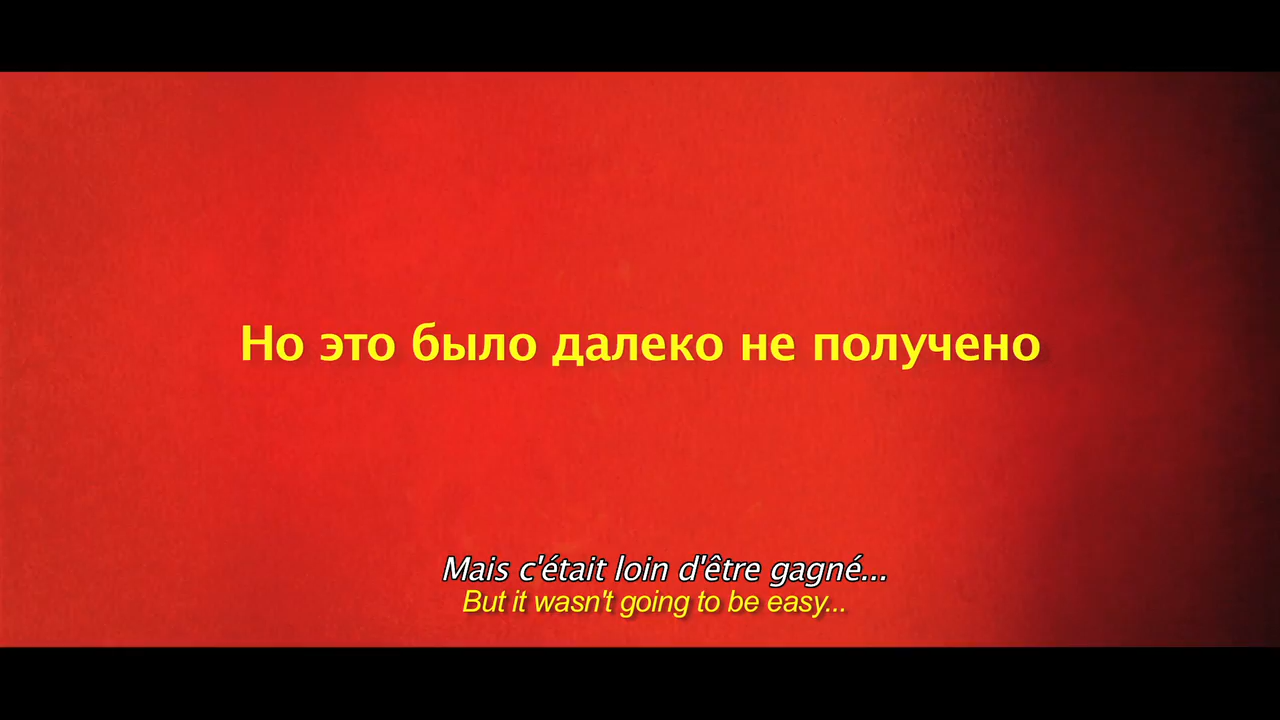 Но это было далеко не получено
Mais c'était loin d'être gagné...
But it wasn't going to be easy...